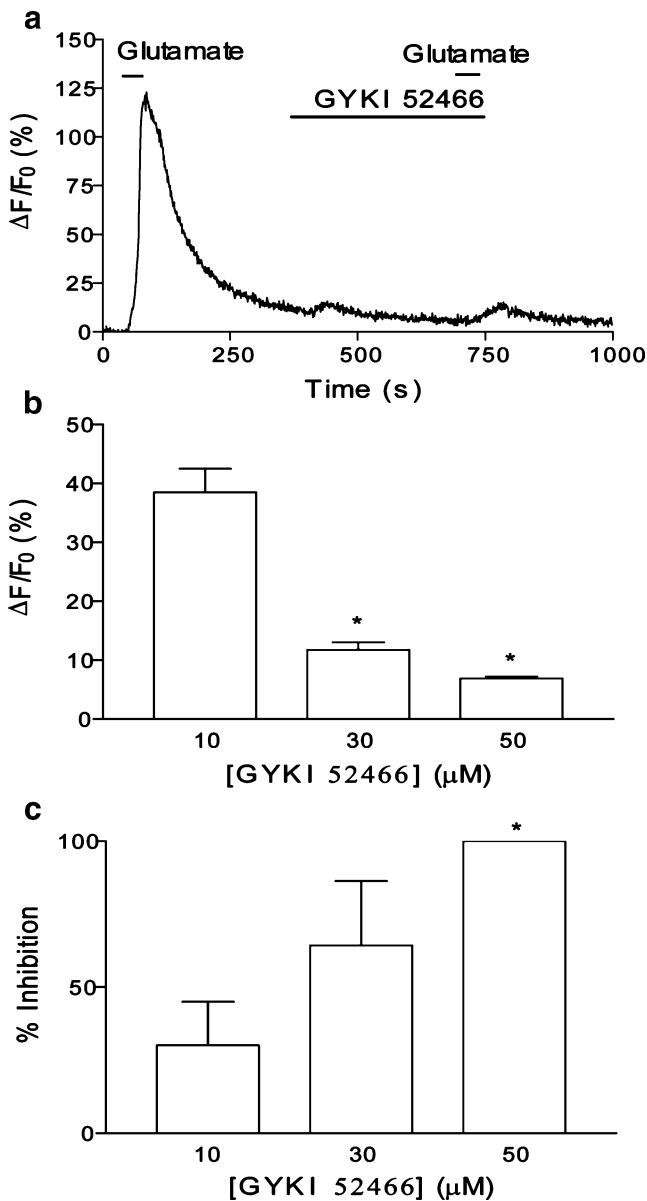 a
150
Glutamate
Glutamate
125
GYKI 52466
100
75
50
25
0
ΔF/F0 (%)
0 250 500 750 1000
Time (s)
b
50
40
30
20
10
0
ΔF/F0 (%)
*
*
10 30 50
[GYKI 52466] (μM)
c
100
50
0
% Inhibition
*
10 30 50
[GYKI 52466] (μM)